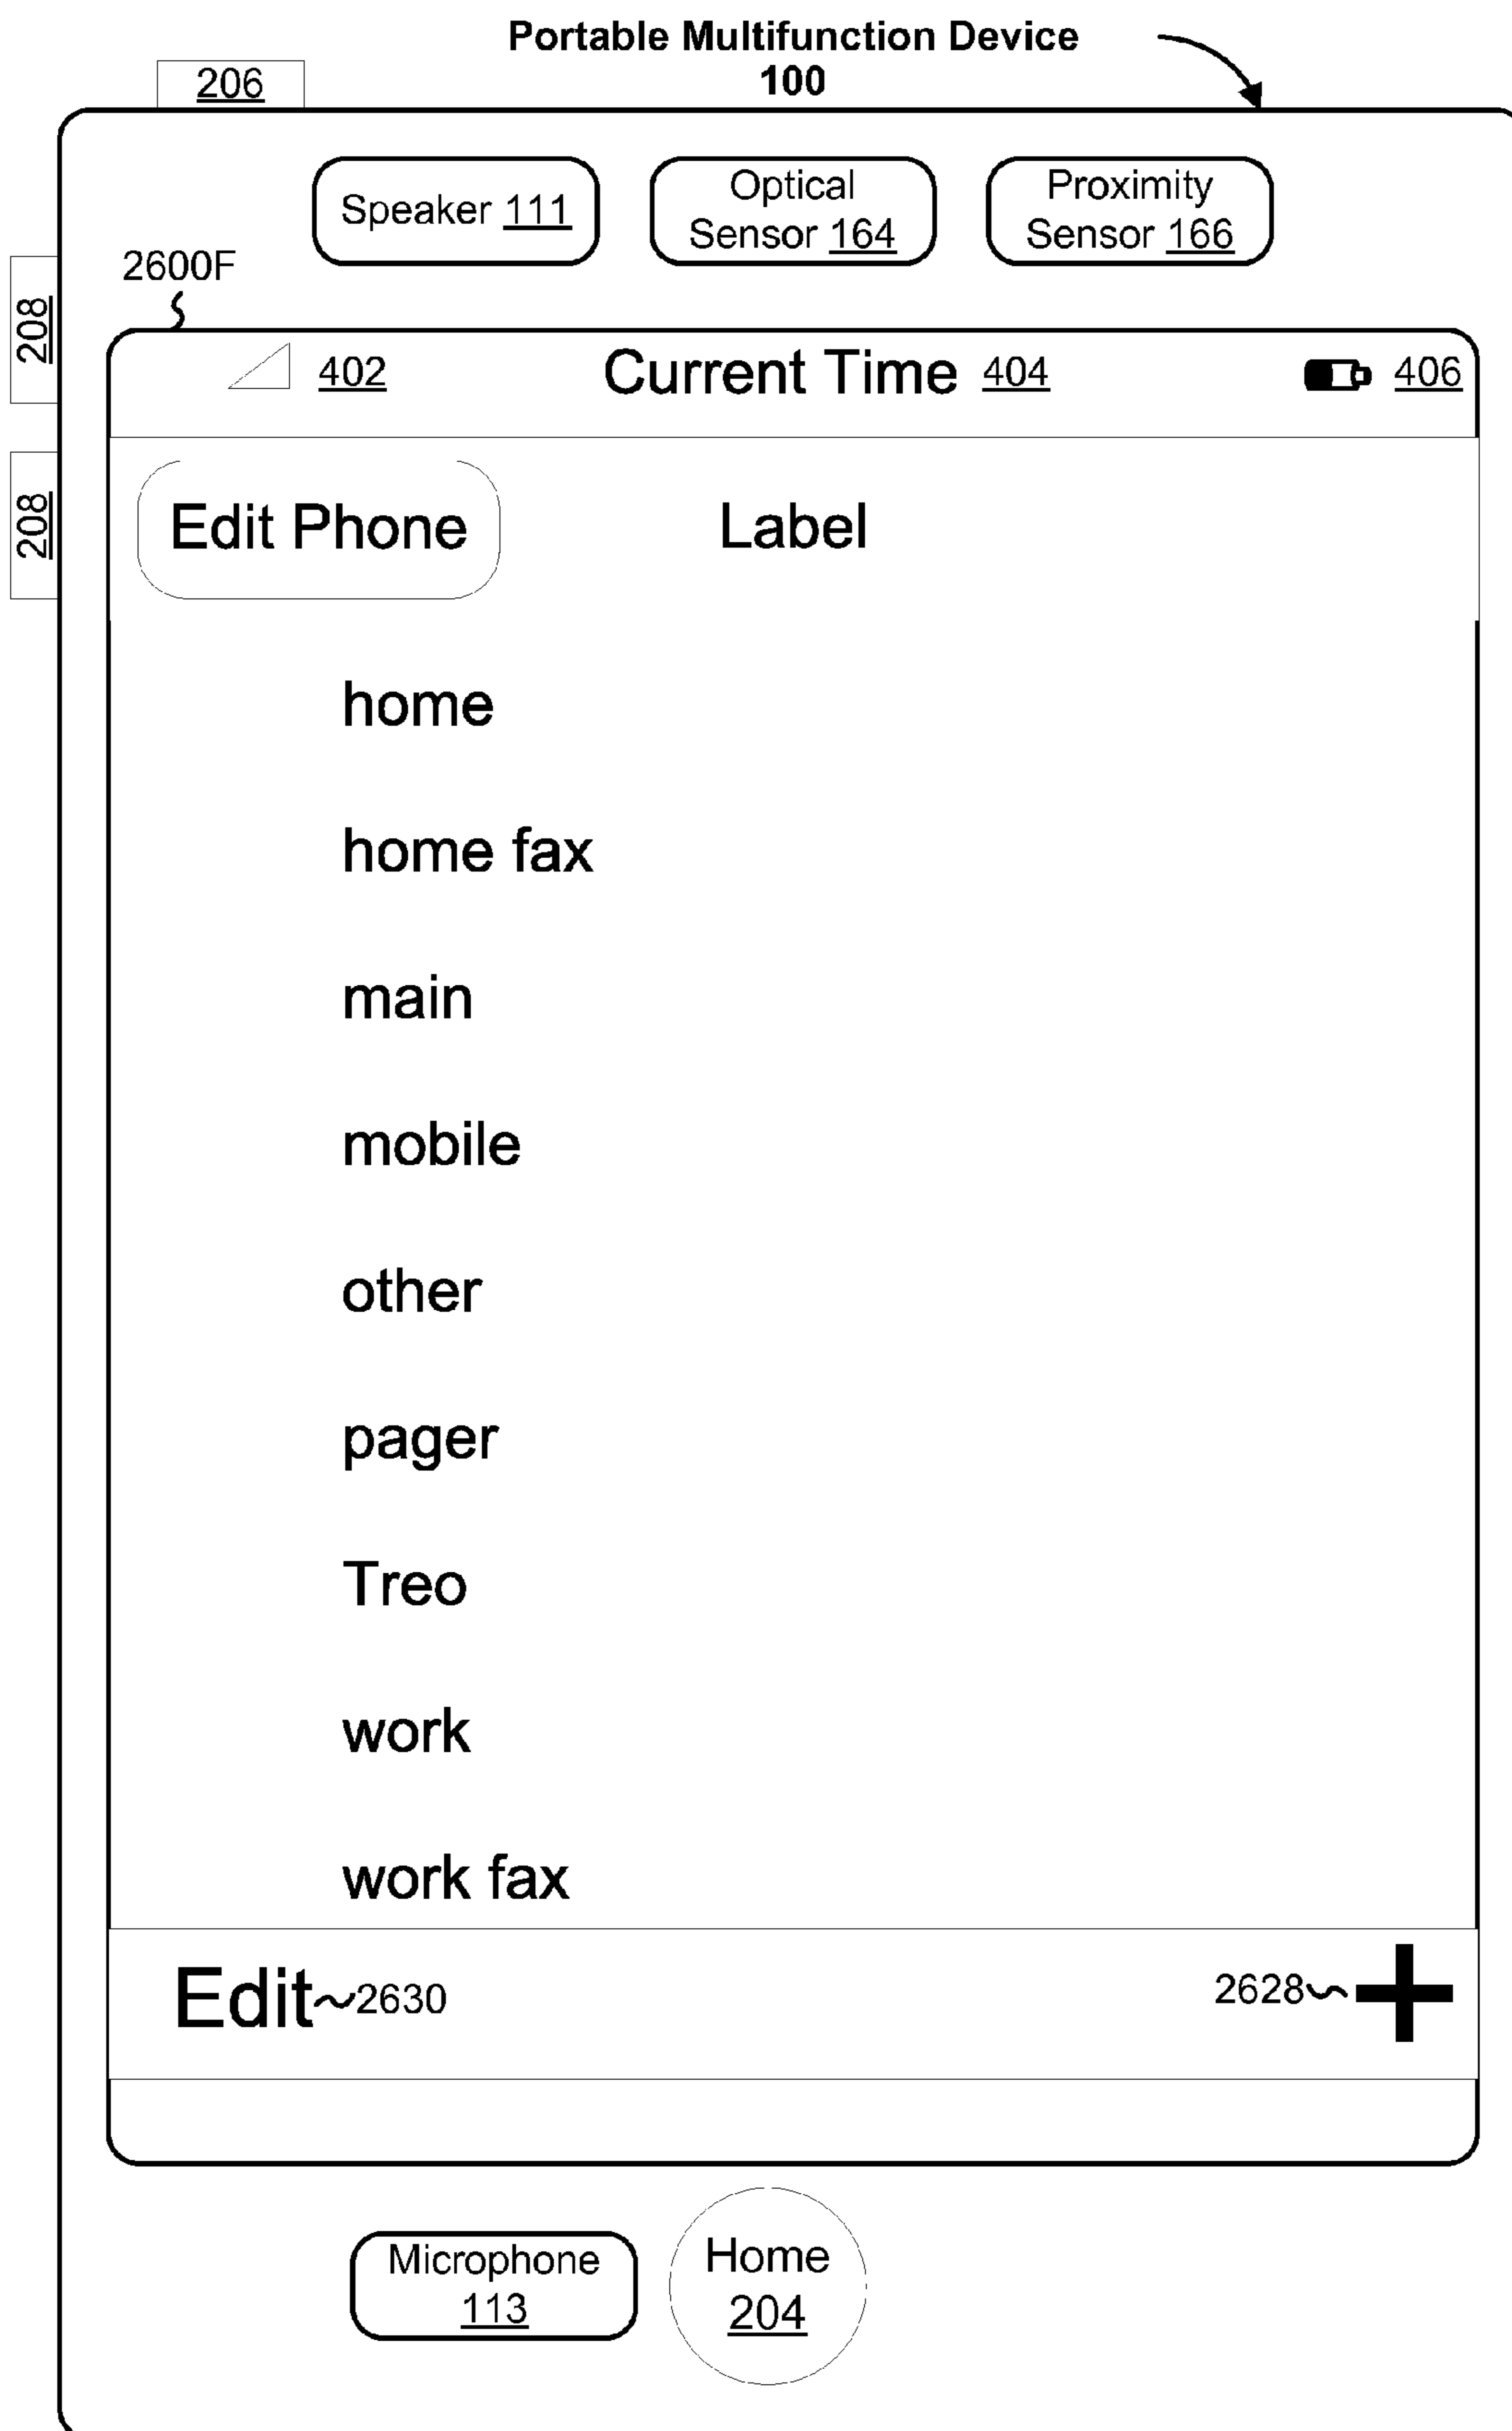 Portable Multifunction Device
100
206
Speaker 111
Optical
Sensor 164
Proximity
Sensor 166
2600F
208
402
Current Time 404
406
208
Edit Phone
Label
home
home fax
main
mobile
other
pager
Treo
work
work fax
Edit 2630
2628
Microphone
113
Home
204